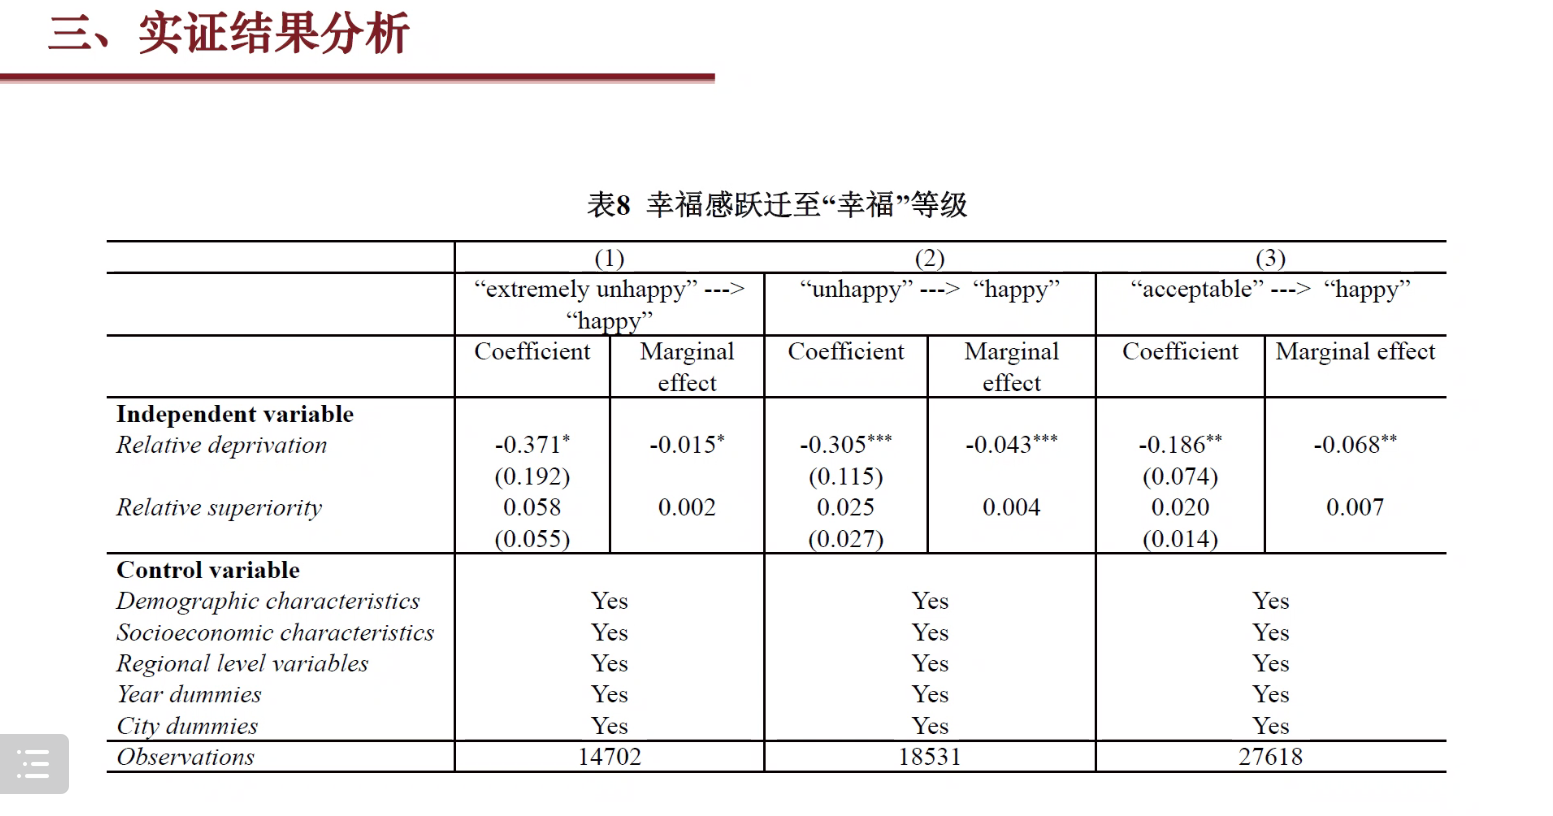 三、实证结果分析
表8 幸福感跃迁至“幸福”等级
(1) (2) (3)
“extremely unhappy” ---> “unhappy” ---> “happy” “acceptable” ---> “happy”
“happy”
Coefficient Marginal Coefficient Marginal Coefficient Marginal effect
effect effect
Independent variable
Relative deprivation -0.371* -0.015* -0.305*** -0.043*** -0.186** -0.068**
(0.192) (0.115) (0.074)
Relative superiority 0.058 0.002 0.025 0.004 0.020 0.007
(0.055) (0.027) (0.014)
Control variable
Demographic characteristics Yes Yes Yes
Socioeconomic characteristics Yes Yes Yes
Regional level variables Yes Yes Yes
Year dummies Yes Yes Yes
City dummies Yes Yes Yes
Observations 14702 18531 27618